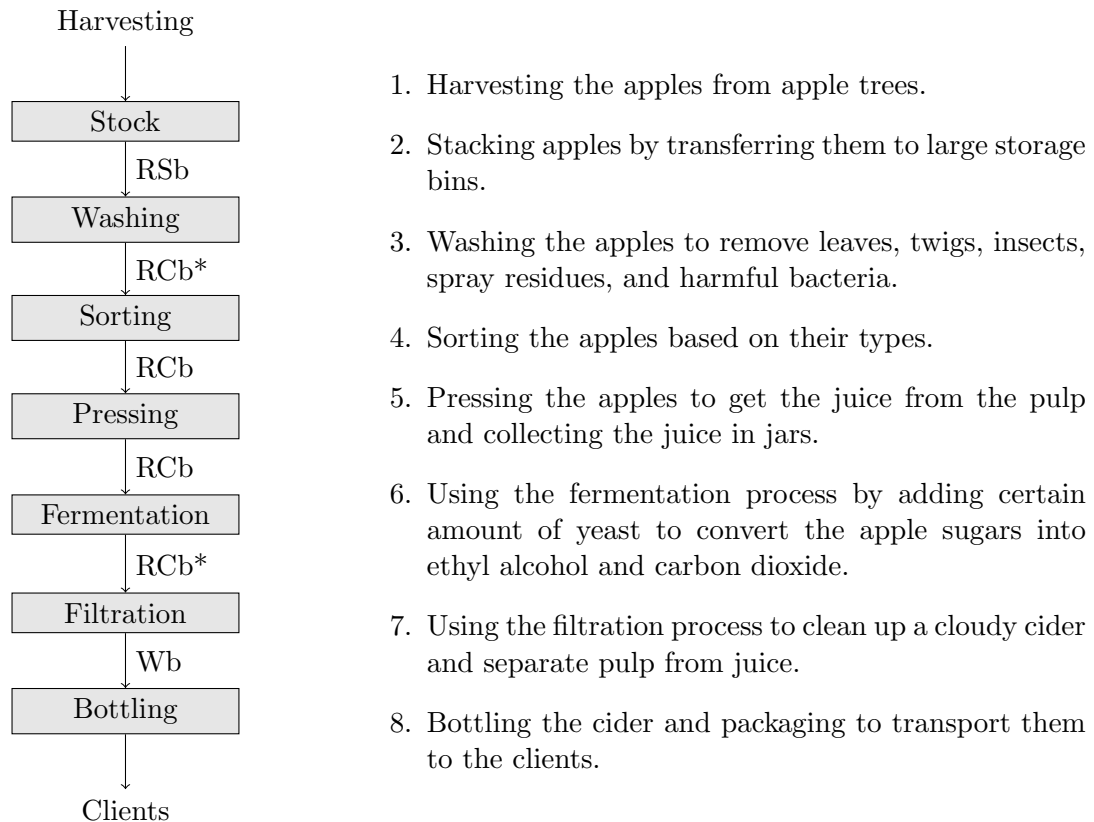 Harvesting
Stock
RSb
Washing
RCb*
Sorting
RCb
Pressing
RCb
Fermentation
RCb*
Filtration
Wb
Bottling
Clients
1. Harvesting the apples from apple trees.
2. Stacking apples by transferring them to large storage
bins.
3. Washing the apples to remove leaves, twigs, insects,
spray residues, and harmful bacteria.
4. Sorting the apples based on their types.
5. Pressing the apples to get the juice from the pulp
and collecting the juice in jars.
6. Using the fermentation process by adding certain
amount of yeast to convert the apple sugars into
ethyl alcohol and carbon dioxide.
7. Using the filtration process to clean up a cloudy cider
and separate pulp from juice.
8. Bottling the cider and packaging to transport them
to the clients.